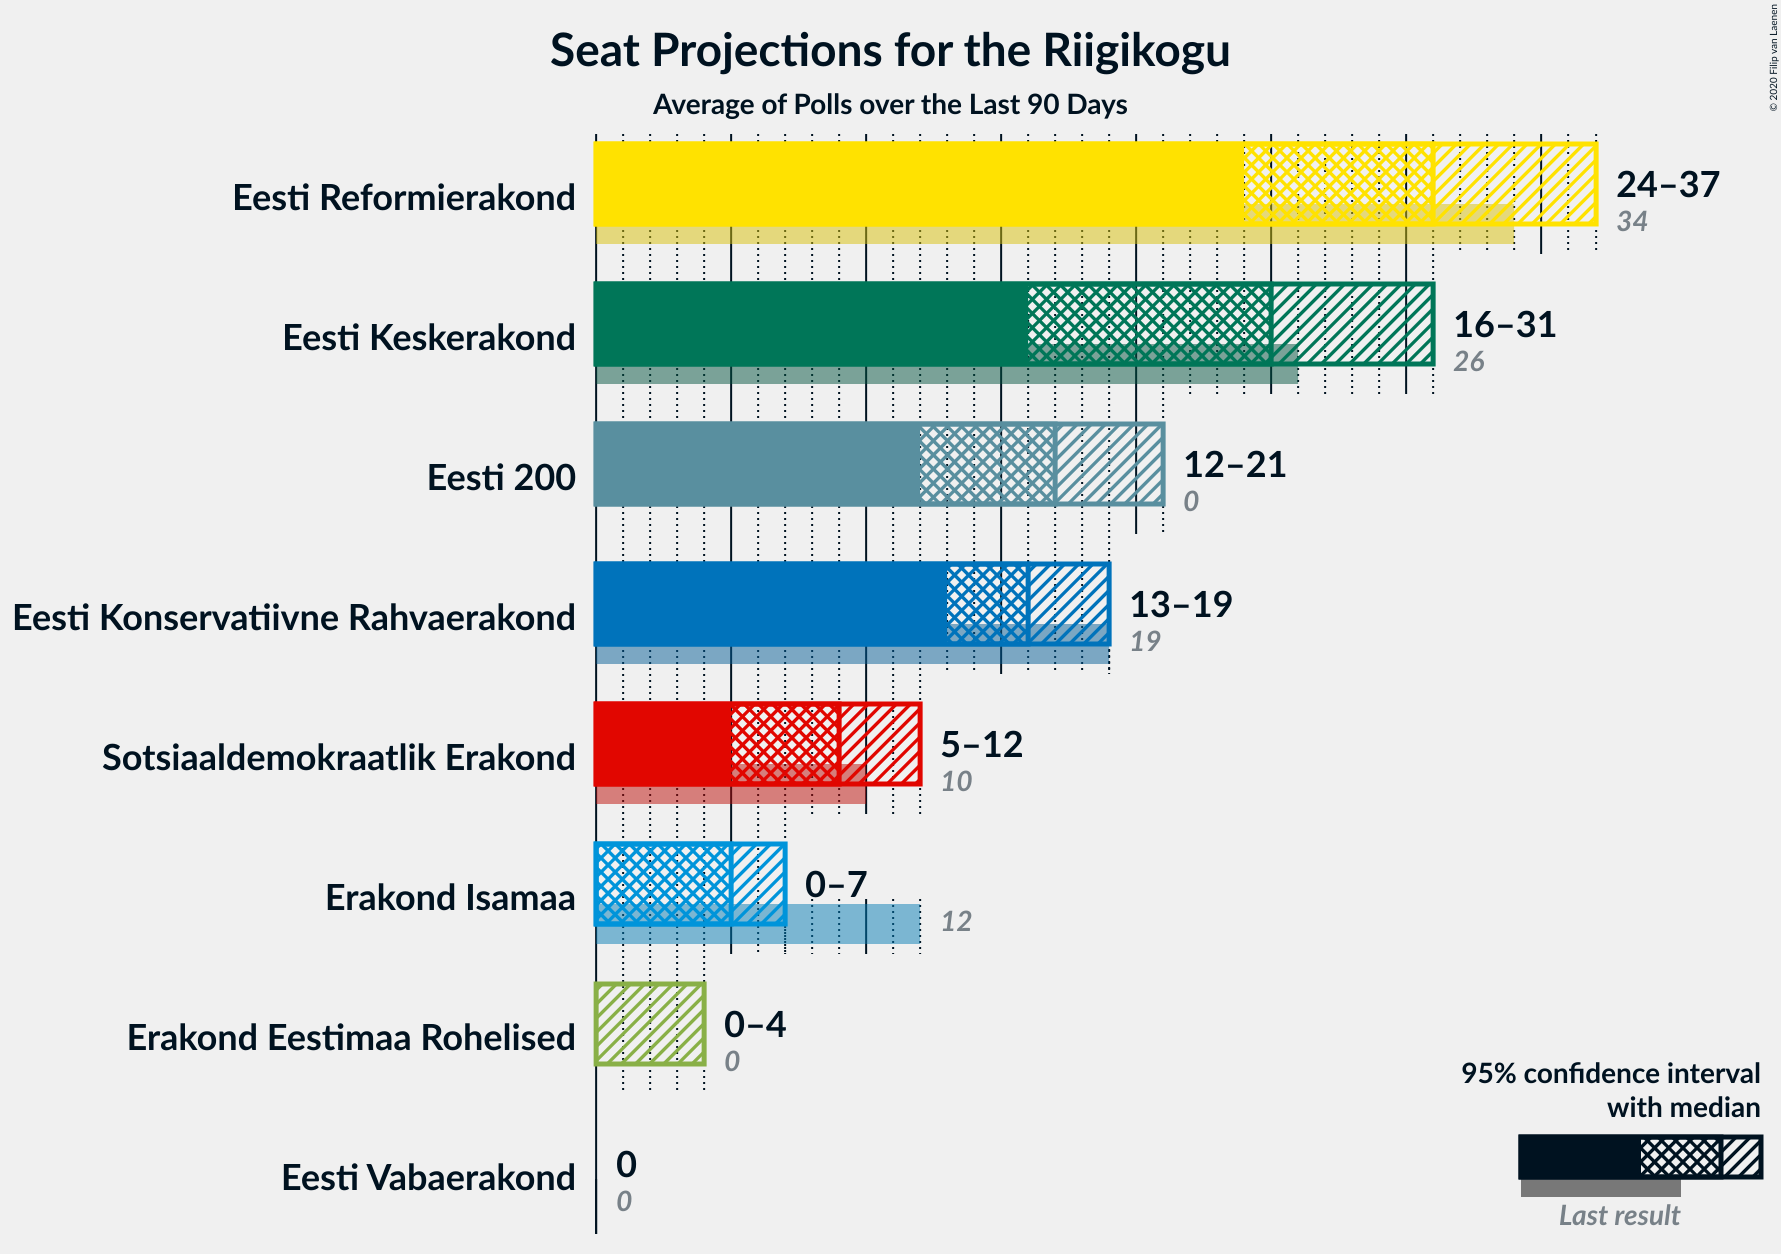 Seat Projections for the Riigikogu
Average of Polls over the Last 90 Days
© 2020 Filip van Laenen
Eesti Reformierakond
24–37
34
Eesti Keskerakond
16–31
26
Eesti 200
12–21
0
Eesti Konservatiivne Rahvaerakond
13–19
19
Sotsiaaldemokraatlik Erakond
5–12
10
Erakond Isamaa
0–7
12
Erakond Eestimaa Rohelised
0–4
0
Eesti Vabaerakond
0
0
95% confidence interval
with median
Last result